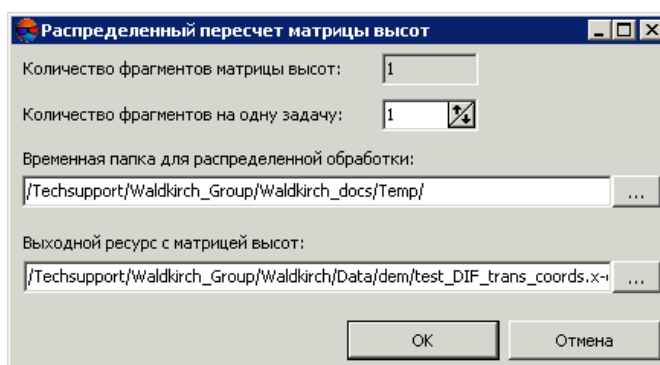 Распределенный пересчет матрицы высот
Количество фрагментов матрицы высот: 1
Количество фрагментов на одну задачу: 1
Временная папка для распределенной обработки:
/Techsupport/Waldkirch_Group/Waldkirch_docs/Temp/ ...
Выходной ресурс с матрицей высот:
/Techsupport/Waldkirch_Group/Waldkirch/Data/dem/test_DIF_trans_coords.x- ...
OK Отмена